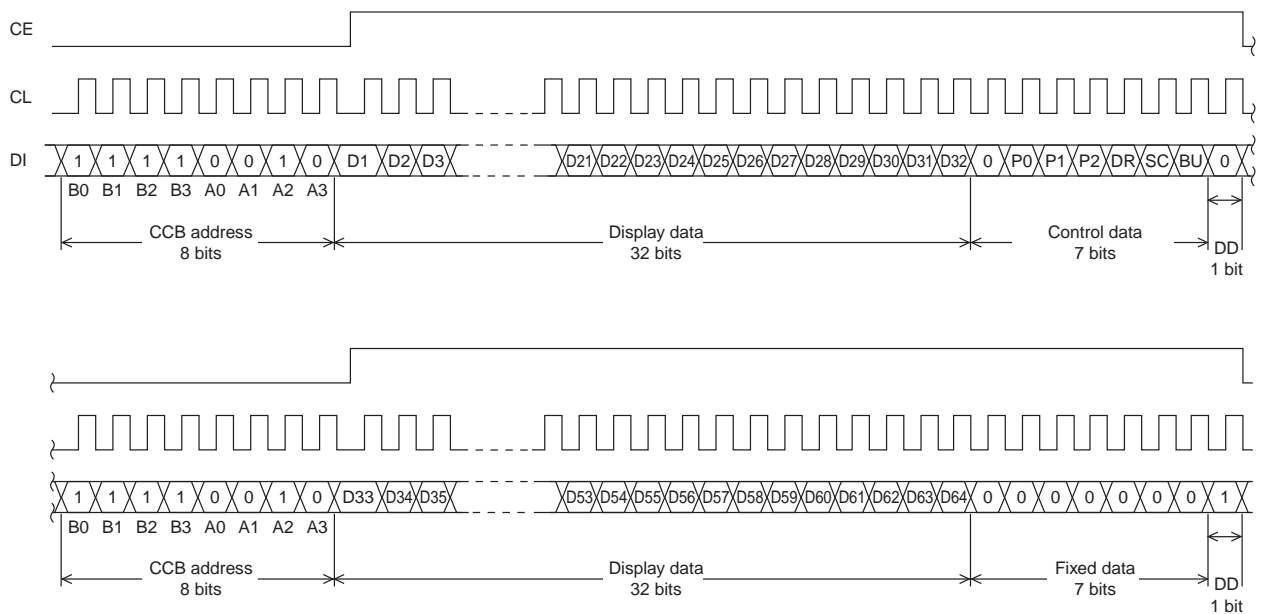 CE
CL
DI 1 1 1 1 0 0 1 0 D1 D2 D3 D21 D22 D23 D24 D25 D26 D27 D28 D29 D30 D31 D32 0 P0 P1 P2 DR SC BU 0
B0 B1 B2 B3 A0 A1 A2 A3
CCB address
8 bits
Display data
32 bits
Control data
7 bits
DD
1 bit
1 1 1 1 0 0 1 0 D33 D34 D35 D53 D54 D55 D56 D57 D58 D59 D60 D61 D62 D63 D64 0 0 0 0 0 0 0 1
B0 B1 B2 B3 A0 A1 A2 A3
CCB address
8 bits
Display data
32 bits
Fixed data
7 bits
DD
1 bit